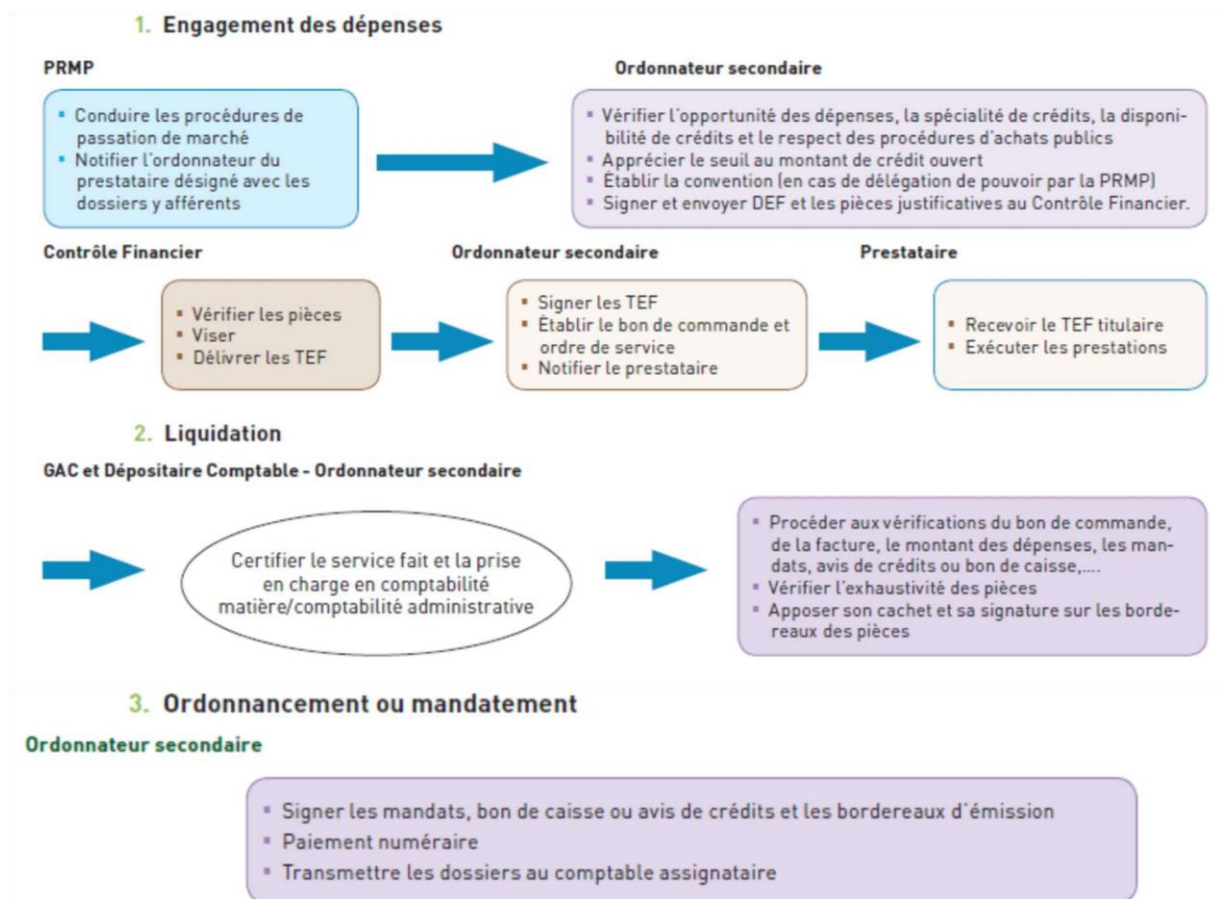 1. Engagement des dépenses
PRMP
Ordonnateur secondaire
▪ Conduire les procédures de
passation de marché
▪ Notifier l'ordonnateur du
prestataire désigné avec les
dossiers y afférents
▪ Vérifier l'opportunité des dépenses, la spécialité de crédits, la disponi-
bilité de crédits et le respect des procédures d'achats publics
▪ Apprécier le seuil au montant de crédit ouvert
▪ Établir la convention (en cas de délégation de pouvoir par la PRMP)
▪ Signer et envoyer DEF et les pièces justificatives au Contrôle Financier.
Contrôle Financier
Ordonnateur secondaire
Prestataire
▪ Vérifier les pièces
▪ Viser
▪ Délivrer les TEF
▪ Signer les TEF
▪ Établir le bon de commande et
ordre de service
▪ Notifier le prestataire
▪ Recevoir le TEF titulaire
▪ Exécuter les prestations
2. Liquidation
GAC et Dépositaire Comptable - Ordonnateur secondaire
Certifier le service fait et la prise
en charge en comptabilité
matière/comptabilité administrative
▪ Procéder aux vérifications du bon de commande,
de la facture, le montant des dépenses, les man-
dats, avis de crédits ou bon de caisse,....
▪ Vérifier l'exhaustivité des pièces
▪ Apposer son cachet et sa signature sur les borde-
reaux des pièces
3. Ordonnancement ou mandatement
Ordonnateur secondaire
▪ Signer les mandats, bon de caisse ou avis de crédits et les bordereaux d'émission
▪ Paiement numéraire
▪ Transmettre les dossiers au comptable assignataire